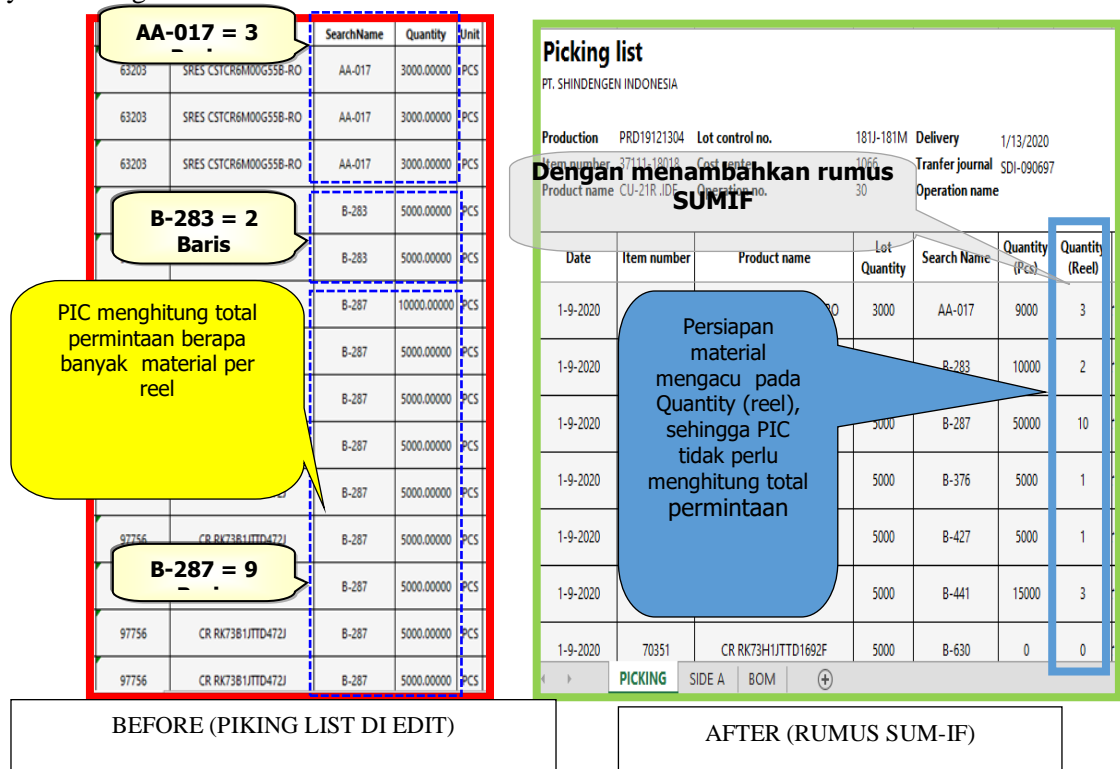 AA-017 = 3
SearchName Quantity Unit
63203 SRES CSTCR6M00G55B-RO AA-017 3000.00000 PCS
63203 SRES CSTCR6M00G55B-RO AA-017 3000.00000 PCS
63203 SRES CSTCR6M00G55B-RO AA-017 3000.00000 PCS
B-283 = 2
Baris
B-283 5000.00000 PCS
B-283 5000.00000 PCS
PIC menghitung total
permintaan berapa
banyak material per
reel
B-287 10000.00000 PCS
B-287 5000.00000 PCS
B-287 5000.00000 PCS
B-287 5000.00000 PCS
B-287 5000.00000 PCS
97756 CR RK73B1JTTD472J B-287 5000.00000 PCS
B-287 = 9
B-287 5000.00000 PCS
97756 CR RK73B1JTTD472J B-287 5000.00000 PCS
97756 CR RK73B1JTTD472J B-287 5000.00000 PCS
BEFORE (PIKING LIST DI EDIT)
Picking list
PT. SHINDENGEN INDONESIA
Production PRD19121304 Lot control no. 181J-181M Delivery 1/13/2020
Item number 37111-18018 Cost center 1066 Tranfer journal SDI-090697
Product name CU-21R .IDF Operation no. 30 Operation name
Dengan menambahkan rumus
SUMIF
Date Item number Product name Lot Quantity Search Name Quantity (Pcs) Quantity (Reel)
1-9-2020 3000 AA-017 9000 3
1-9-2020 B-283 10000 2
1-9-2020 5000 B-287 50000 10
1-9-2020 5000 B-376 5000 1
1-9-2020 5000 B-427 5000 1
1-9-2020 5000 B-441 15000 3
1-9-2020 70351 CR RK73H1JTTD1692F 5000 B-630 0 0
Persiapan
material
mengacu pada
Quantity (reel),
sehingga PIC
tidak perlu
menghitung total
permintaan
PICKING SIDE A BOM
AFTER (RUMUS SUM-IF)